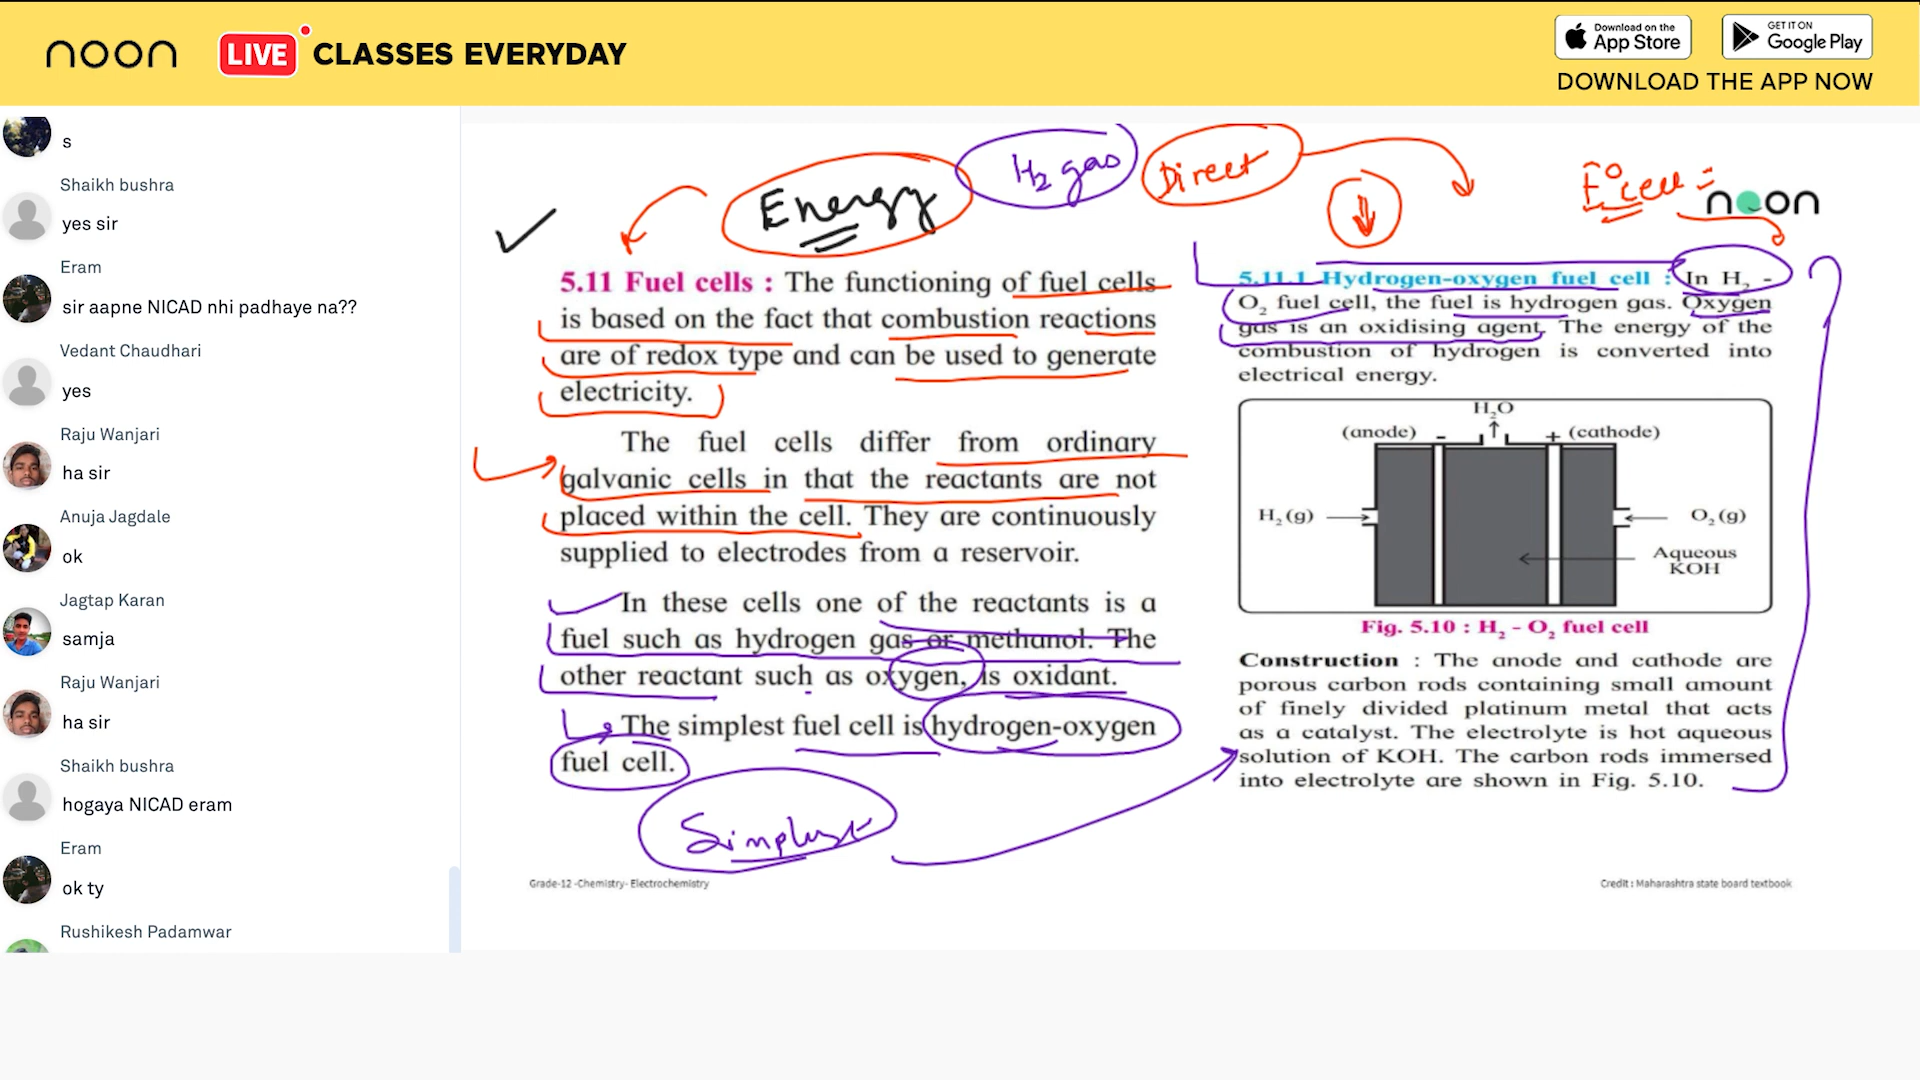 noon
LIVE CLASSES EVERYDAY
Download on the
App Store
GET IT ON
Google Play
DOWNLOAD THE APP NOW
s
Shaikh bushra
yes sir
Eram
sir aapne NICAD nhi padhaye na??
Vedant Chaudhari
yes
Raju Wanjari
ha sir
Anuja Jagdale
ok
Jagtap Karan
samja
Raju Wanjari
ha sir
Shaikh bushra
hogaya NICAD eram
Eram
ok ty
Rushikesh Padamwar
Energy
H₂ gas
Direct
E°cell =
noon
5.11 Fuel cells : The functioning of fuel cells
is based on the fact that combustion reactions
are of redox type and can be used to generate
electricity.
The fuel cells differ from ordinary
galvanic cells in that the reactants are not
placed within the cell. They are continuously
supplied to electrodes from a reservoir.
In these cells one of the reactants is a
fuel such as hydrogen gas or methanol. The
other reactant such as oxygen, is oxidant.
The simplest fuel cell is hydrogen-oxygen
fuel cell.
Simplest
5.11.1 Hydrogen-oxygen fuel cell : In H₂ -
O₂ fuel cell, the fuel is hydrogen gas. Oxygen
gas is an oxidising agent. The energy of the
combustion of hydrogen is converted into
electrical energy.
H₂O
(anode) - + (cathode)
H₂(g)
O₂(g)
Aqueous
KOH
Fig. 5.10 : H₂ - O₂ fuel cell
Construction : The anode and cathode are
porous carbon rods containing small amount
of finely divided platinum metal that acts
as a catalyst. The electrolyte is hot aqueous
solution of KOH. The carbon rods immersed
into electrolyte are shown in Fig. 5.10.
Grade-12 -Chemistry- Electrochemistry
Credit : Maharashtra state board textbook